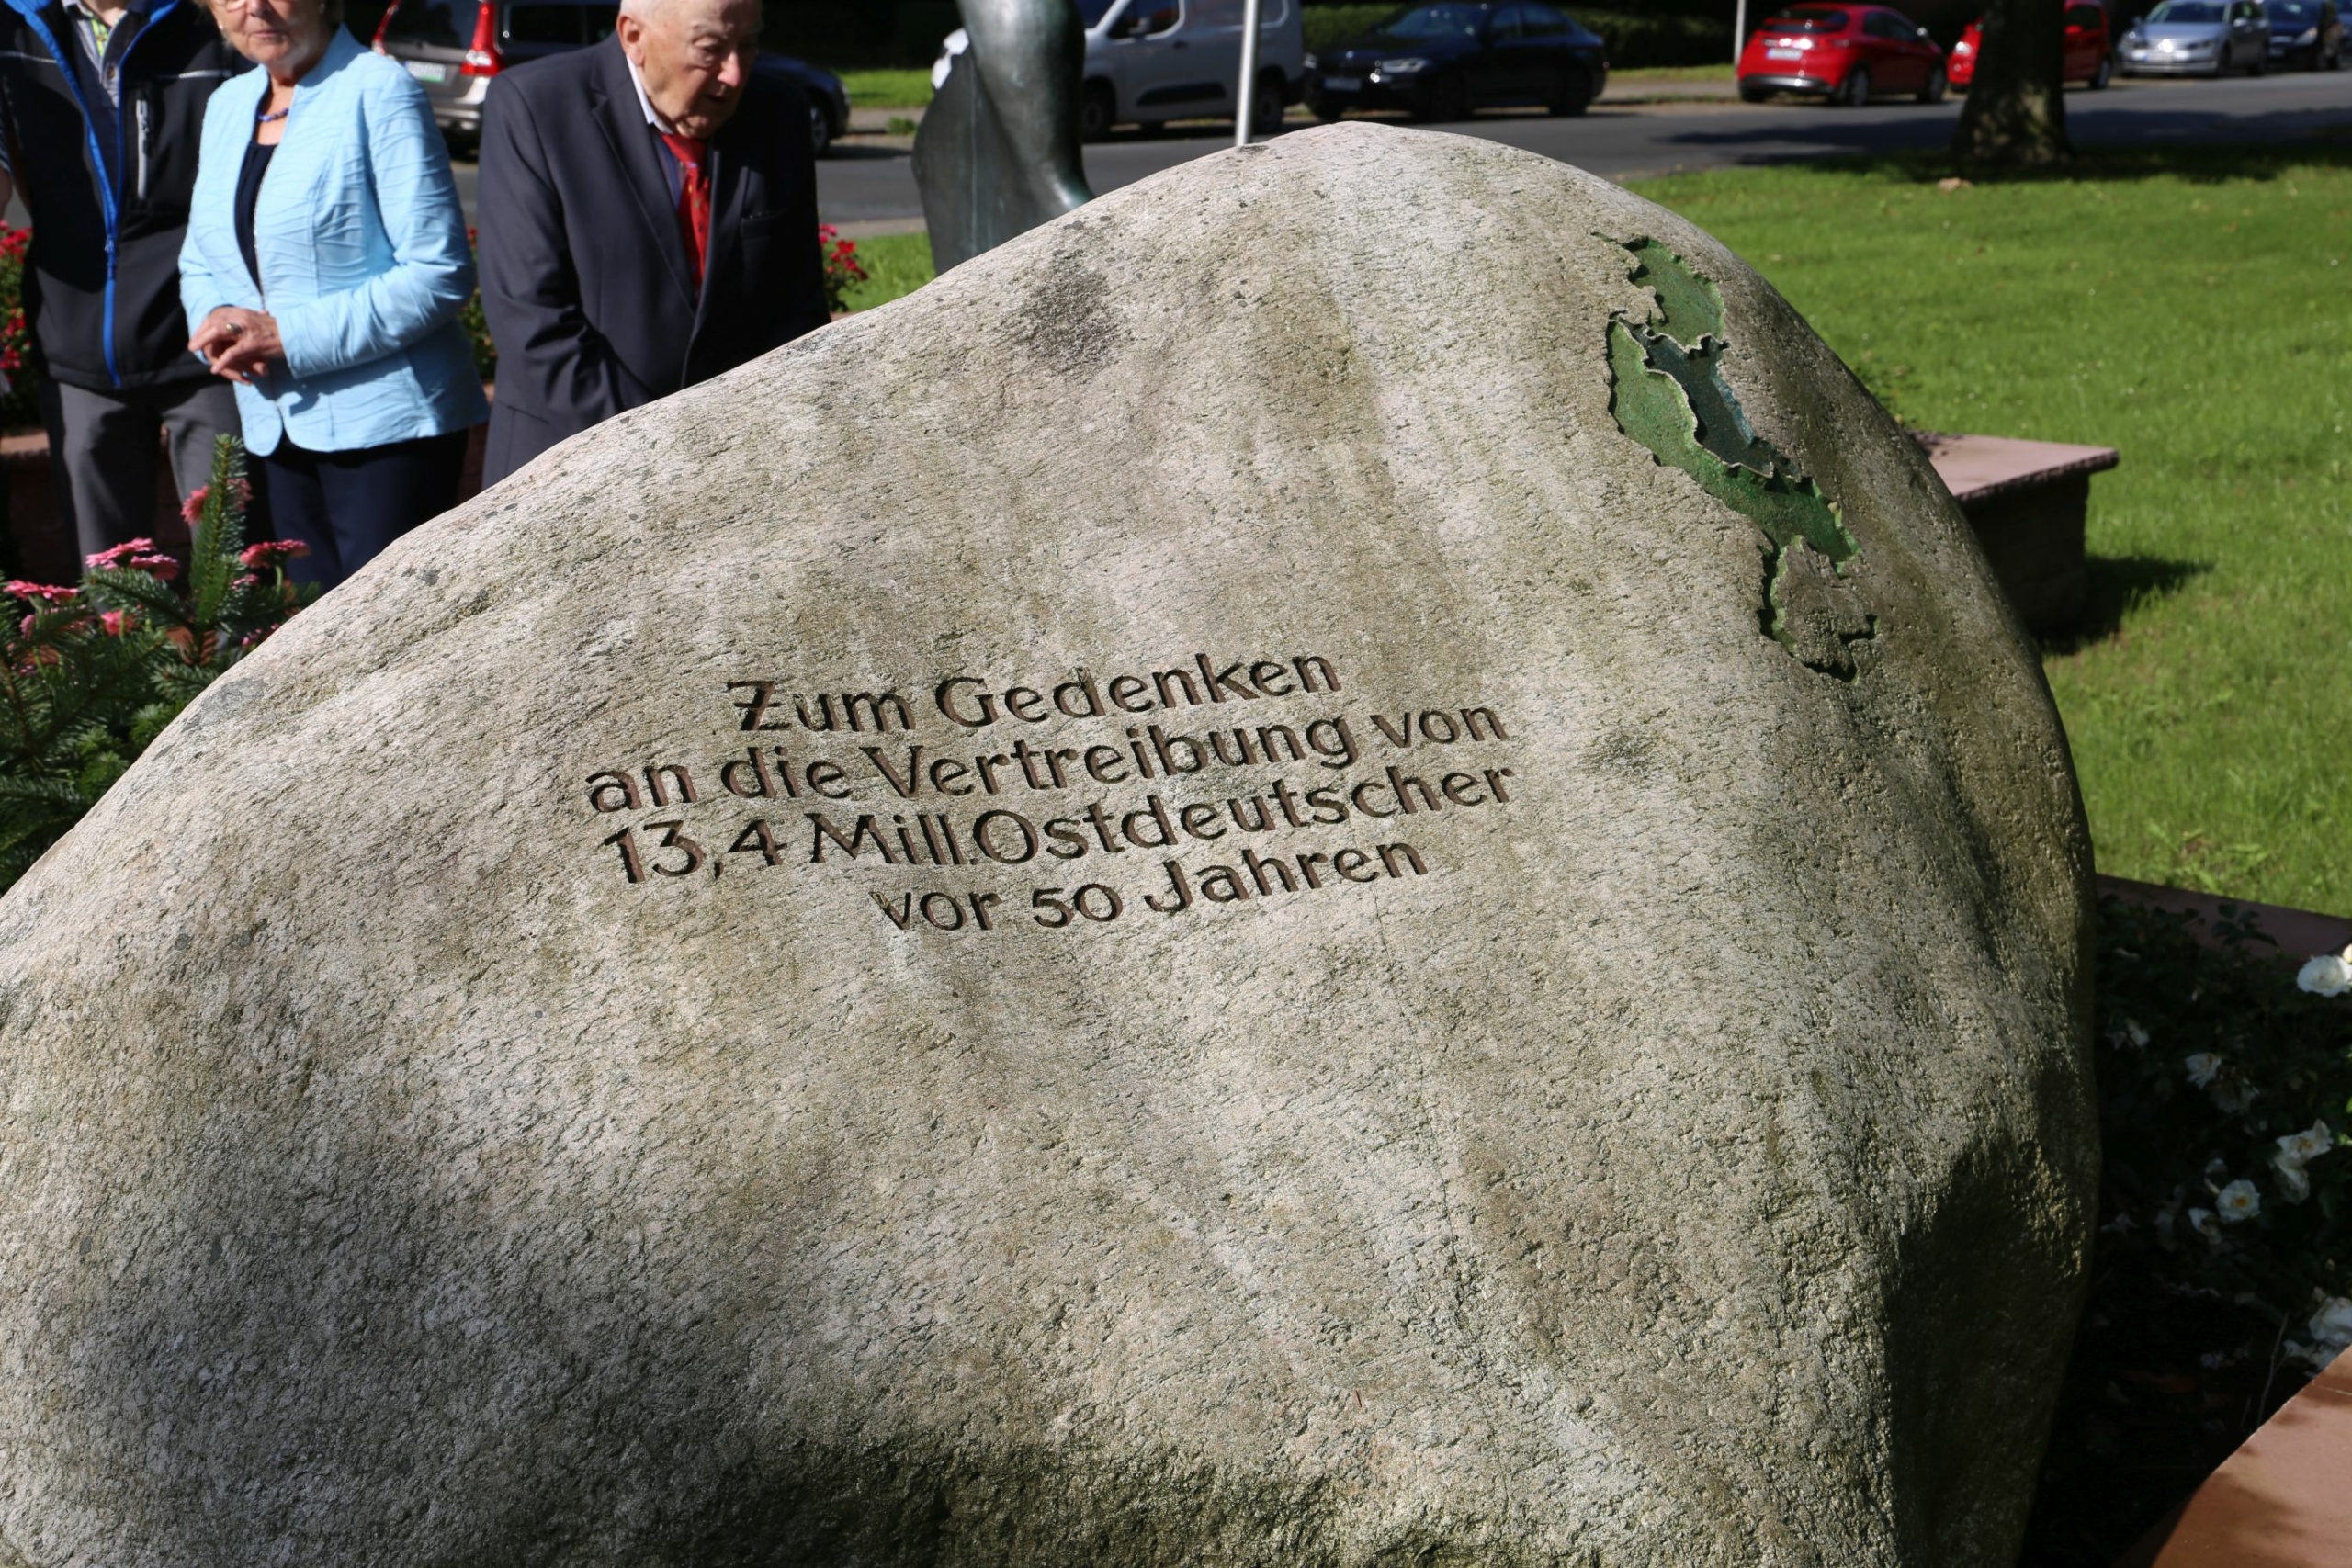 Zum Gedenken
an die Vertreibung von
13,4 Mill.Ostdeutscher
vor 50 Jahren